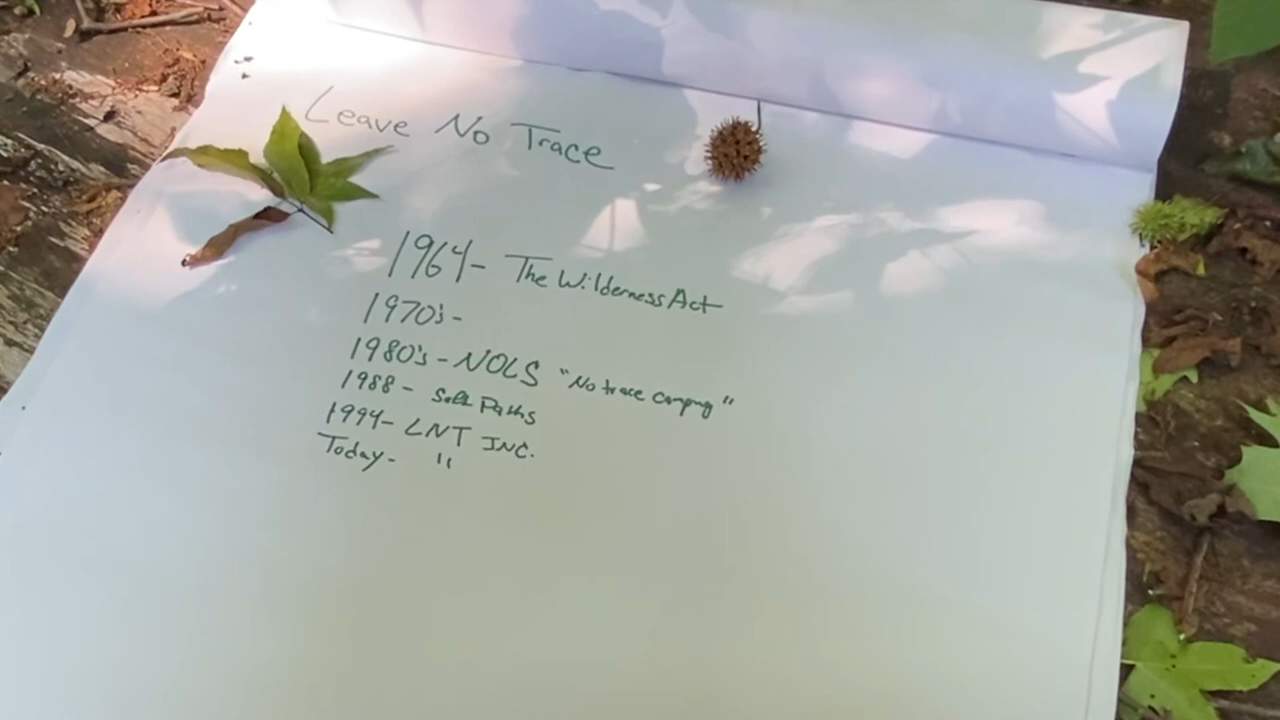 Leave No Trace
1964- The Wilderness Act
1970's-
1980's - NOLS "No trace camping"
1988 - Soft Paths
1994- LNT INC.
Today- "